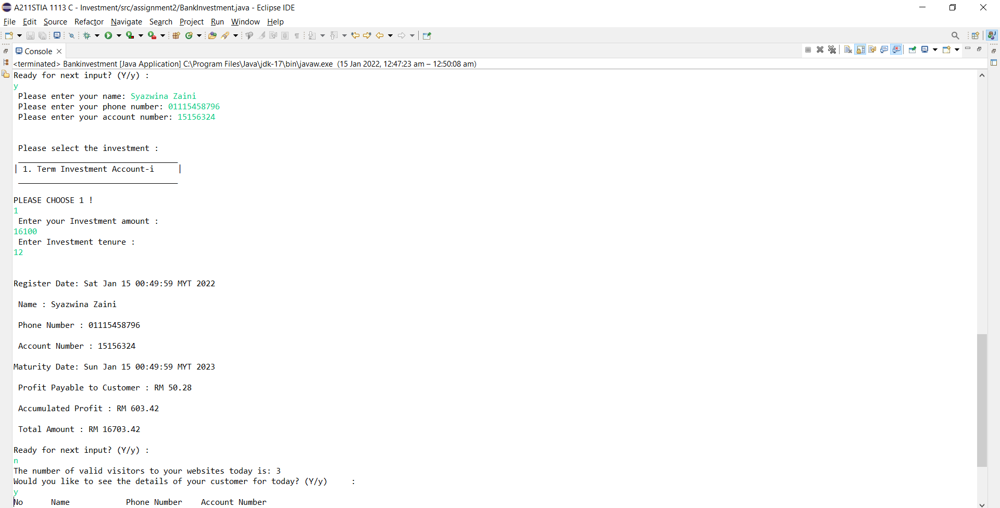 A211STIA 1113 C - Investment/src/assignment2/BankInvestment.java - Eclipse IDE
File Edit Source Refactor Navigate Search Project Run Window Help
Console
<terminated> Bankinvestment [Java Application] C:\Program Files\Java\jdk-17\bin\javaw.exe (15 Jan 2022, 12:47:23 am – 12:50:08 am)
Ready for next input? (Y/y) :
y
Please enter your name: Syazwina Zaini
Please enter your phone number: 01115458796
Please enter your account number: 15156324
Please select the investment :
| 1. Term Investment Account-i |
PLEASE CHOOSE 1 !
1
Enter your Investment amount :
16100
Enter Investment tenure :
12
Register Date: Sat Jan 15 00:49:59 MYT 2022
Name : Syazwina Zaini
Phone Number : 01115458796
Account Number : 15156324
Maturity Date: Sun Jan 15 00:49:59 MYT 2023
Profit Payable to Customer : RM 50.28
Accumulated Profit : RM 603.42
Total Amount : RM 16703.42
Ready for next input? (Y/y) :
n
The number of valid visitors to your websites today is: 3
Would you like to see the details of your customer for today? (Y/y) :
y
No Name Phone Number Account Number